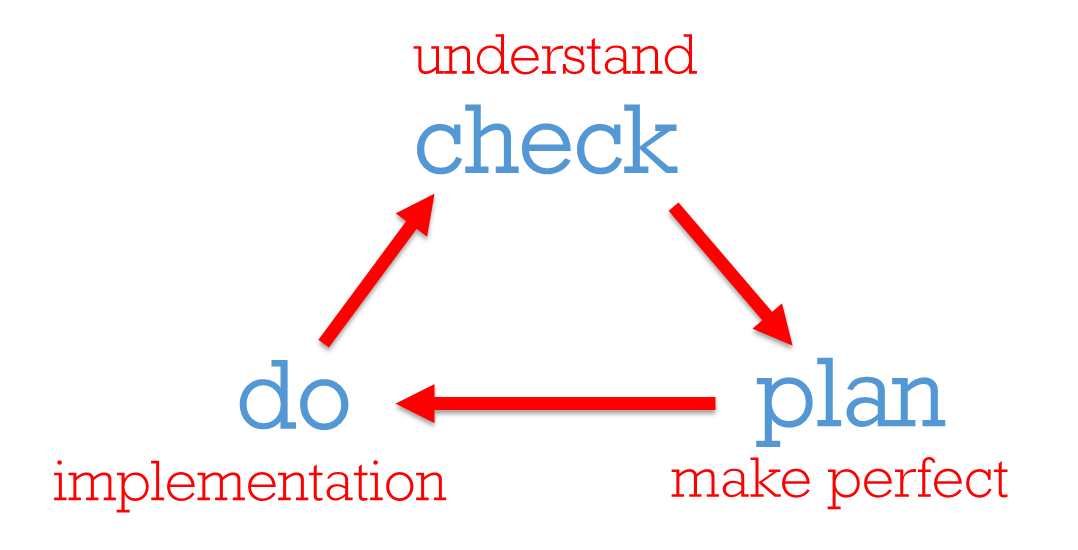 understand
check
do
plan
implementation
make perfect